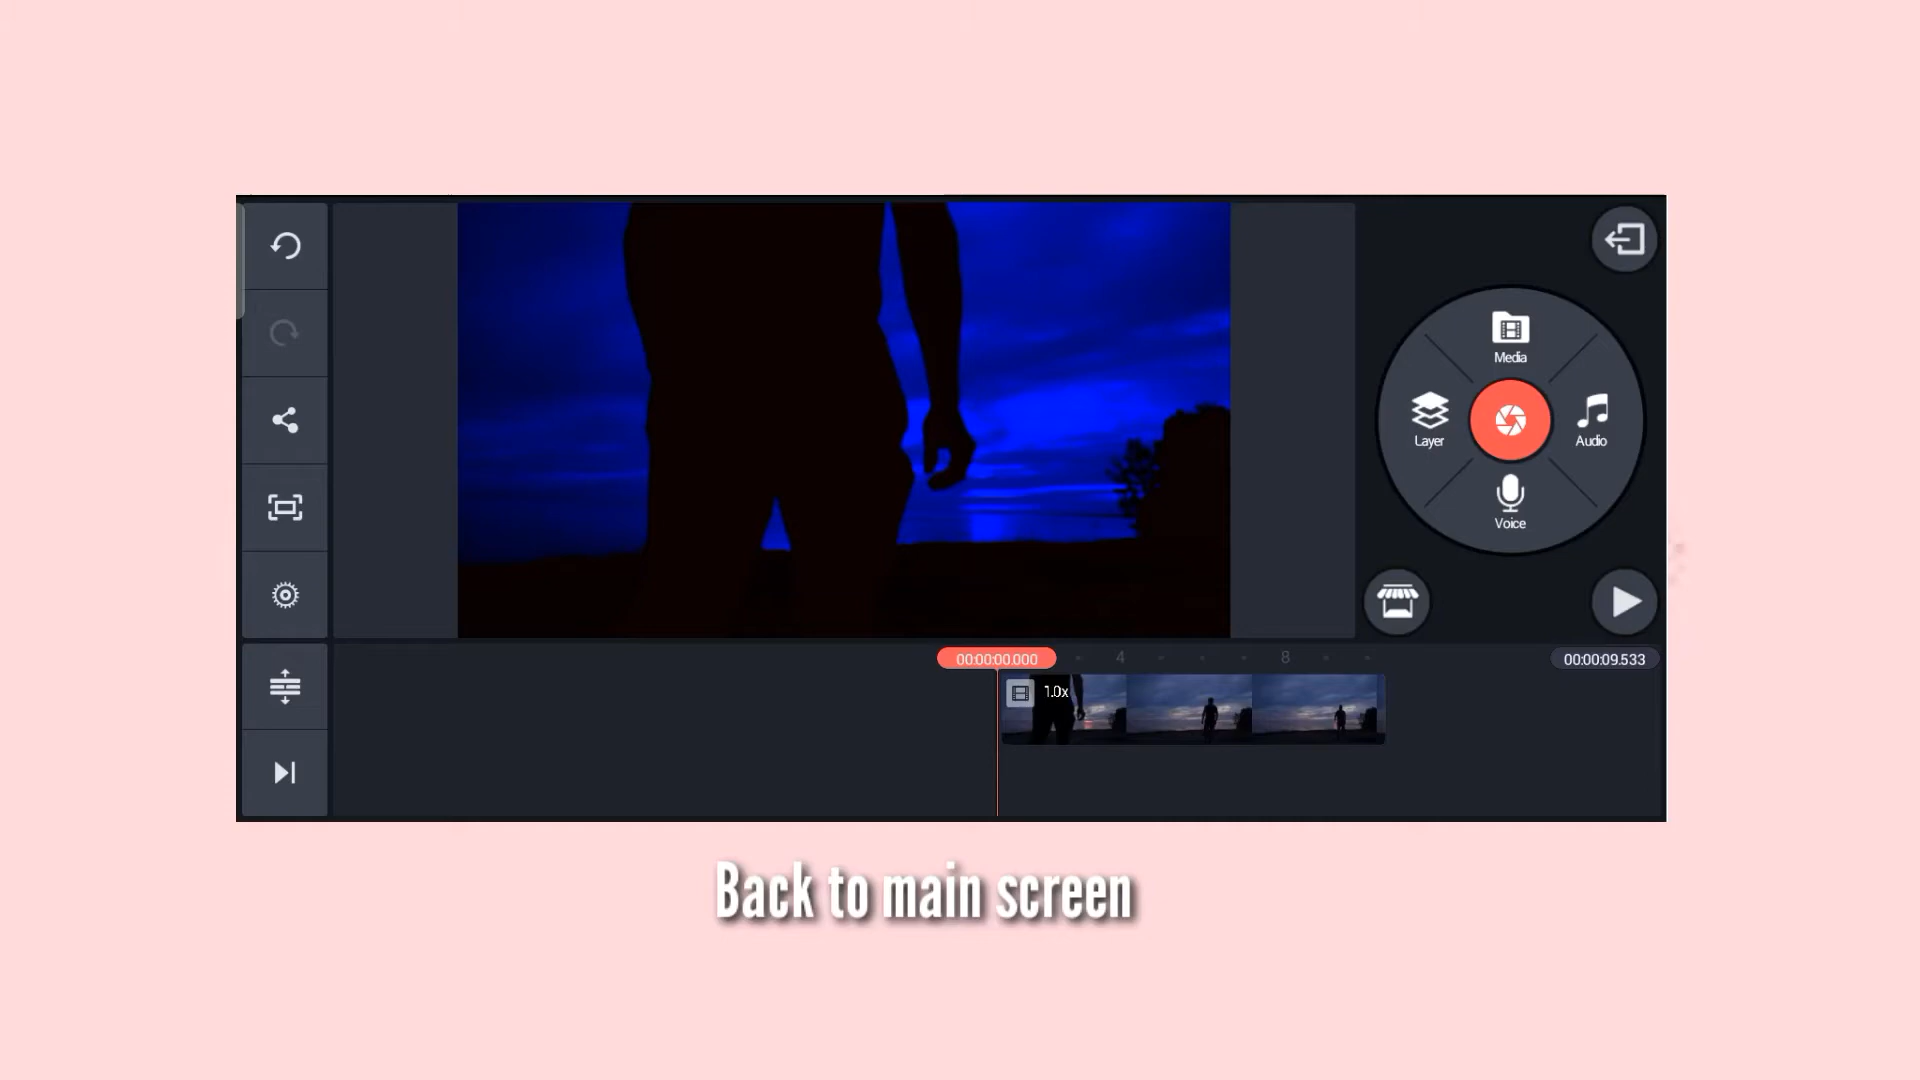 Media
Layer
Audio
Voice
00:00:00.000
4
8
00:00:09.533
1.0x
Back to main screen